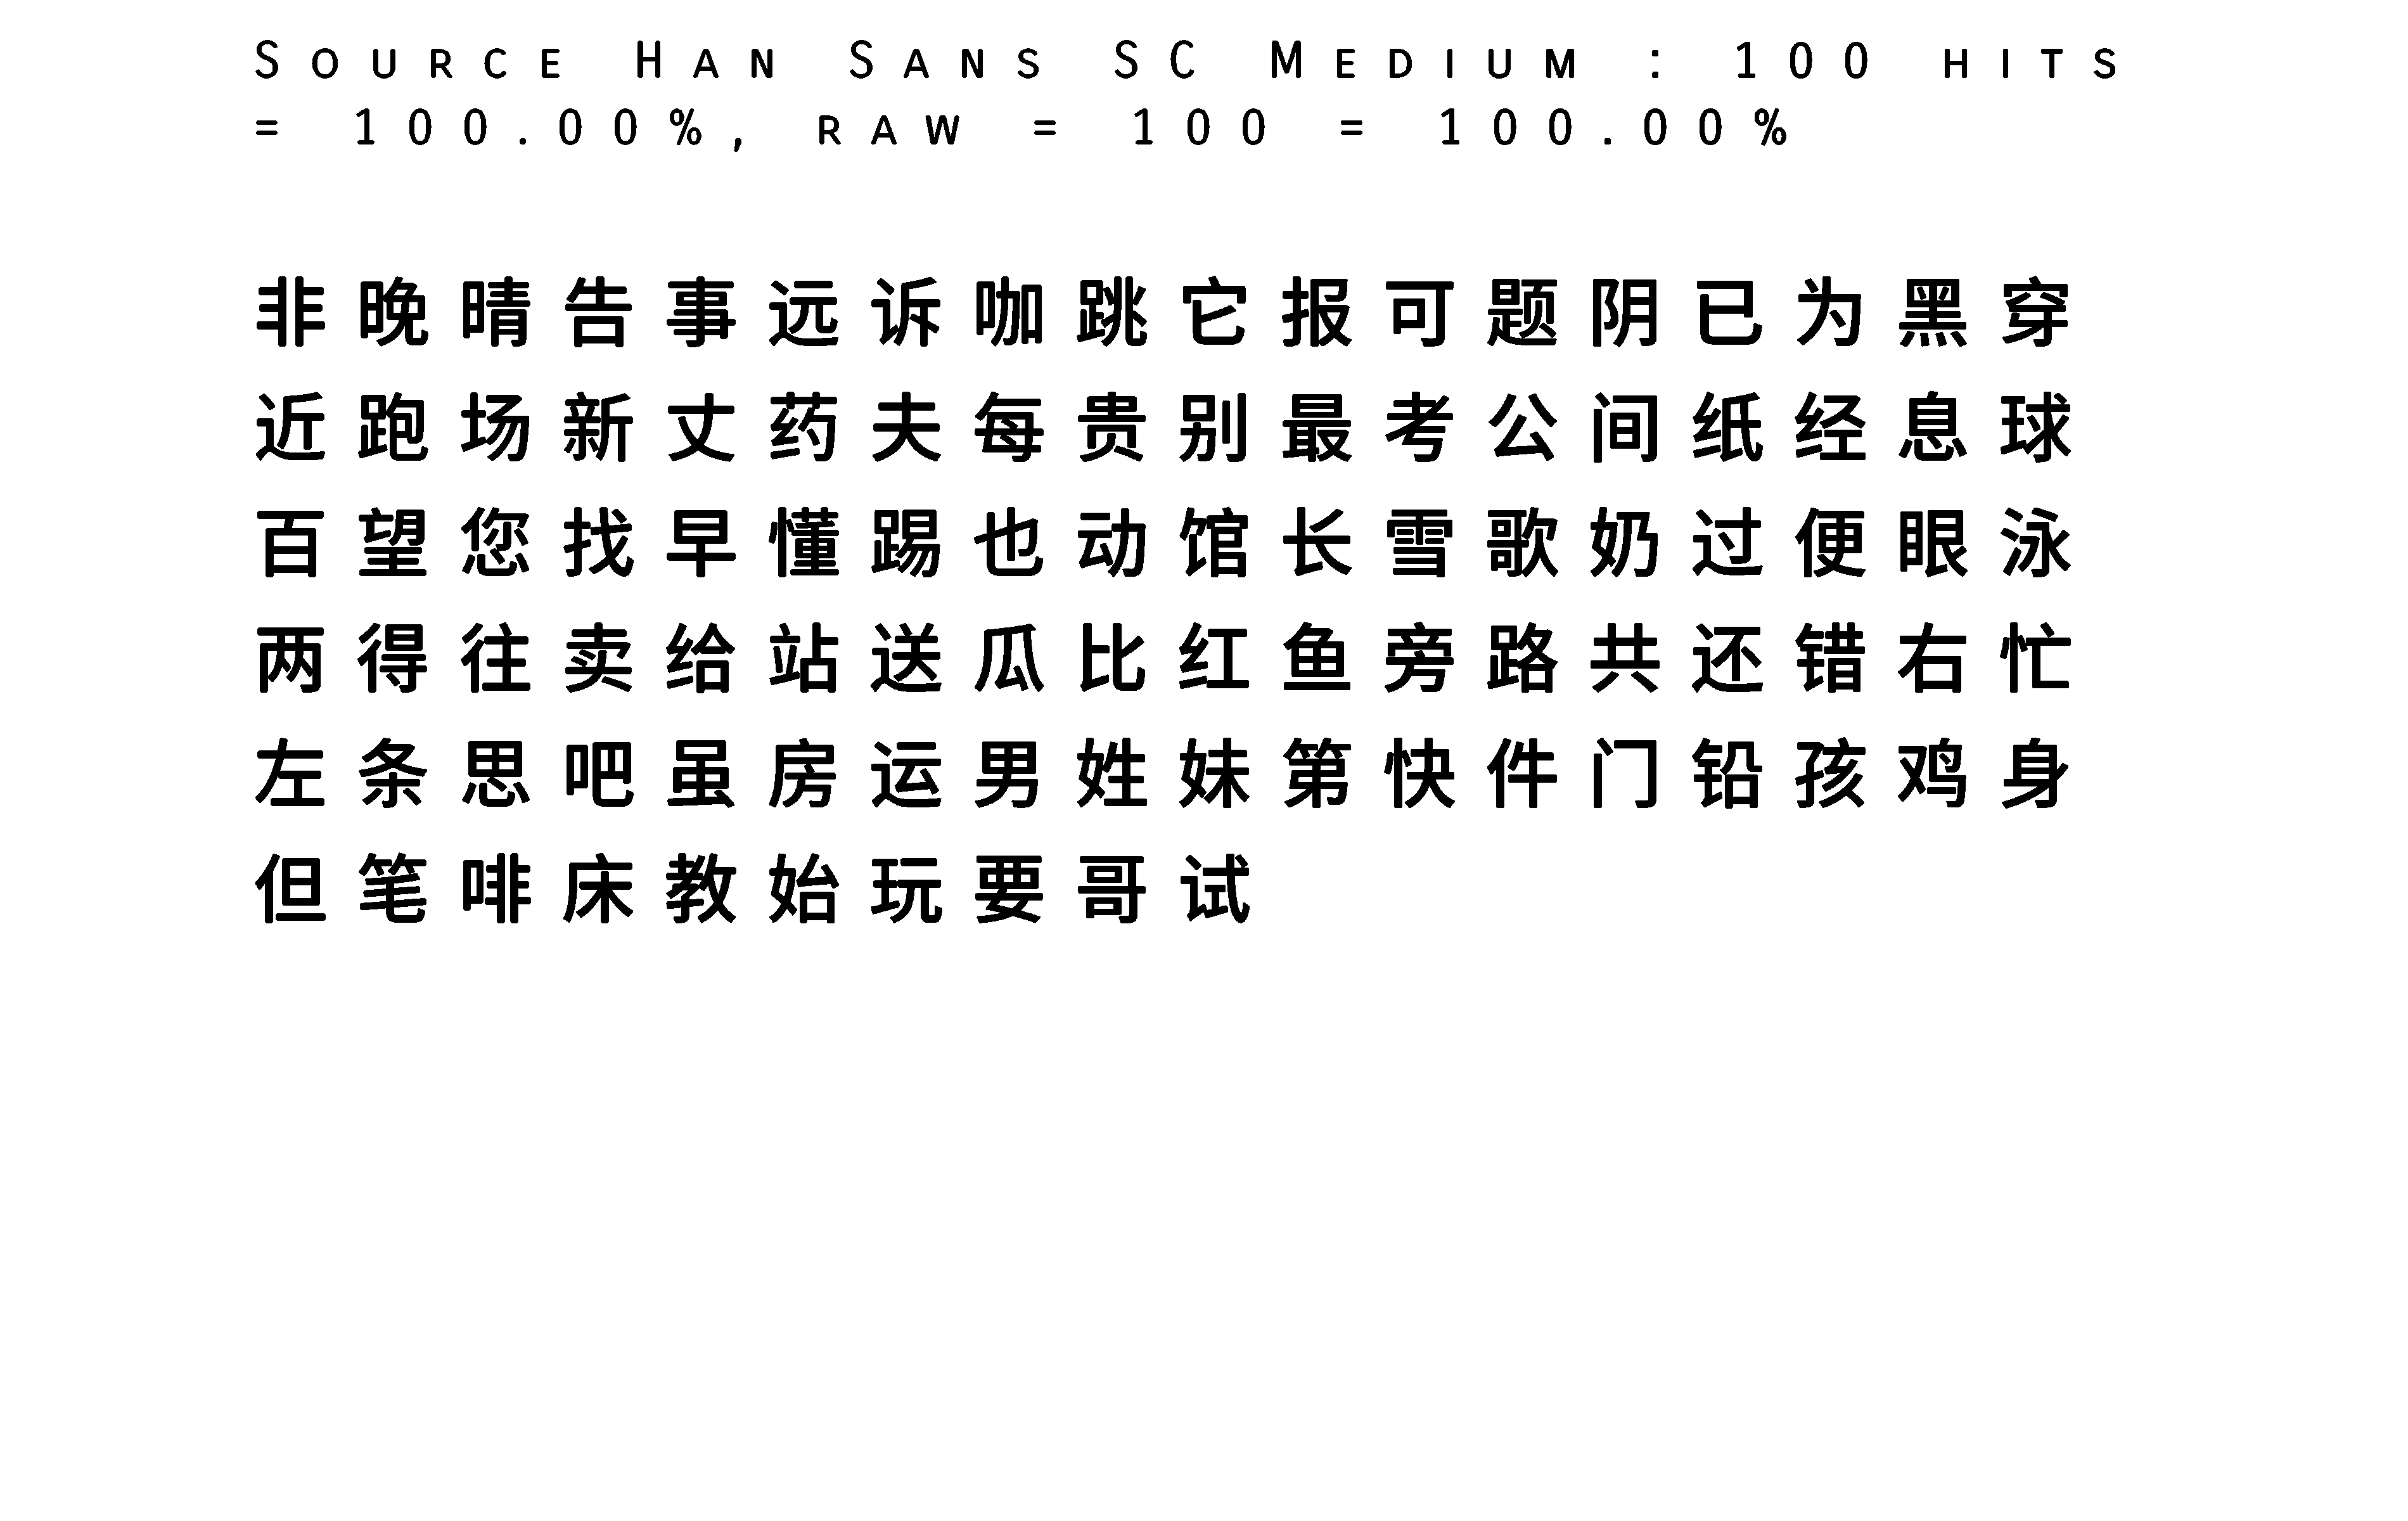 Source Han Sans SC Medium : 100 hits
= 100.00%, raw = 100 = 100.00%
非晚晴告事远诉咖跳它报可题阴已为黑穿
近跑场新丈药夫每贵别最考公间纸经息球
百望您找早懂踢也动馆长雪歌奶过便眼泳
两得往卖给站送瓜比红鱼旁路共还错右忙
左条思吧虽房运男姓妹第快件门铅孩鸡身
但笔啡床教始玩要哥试